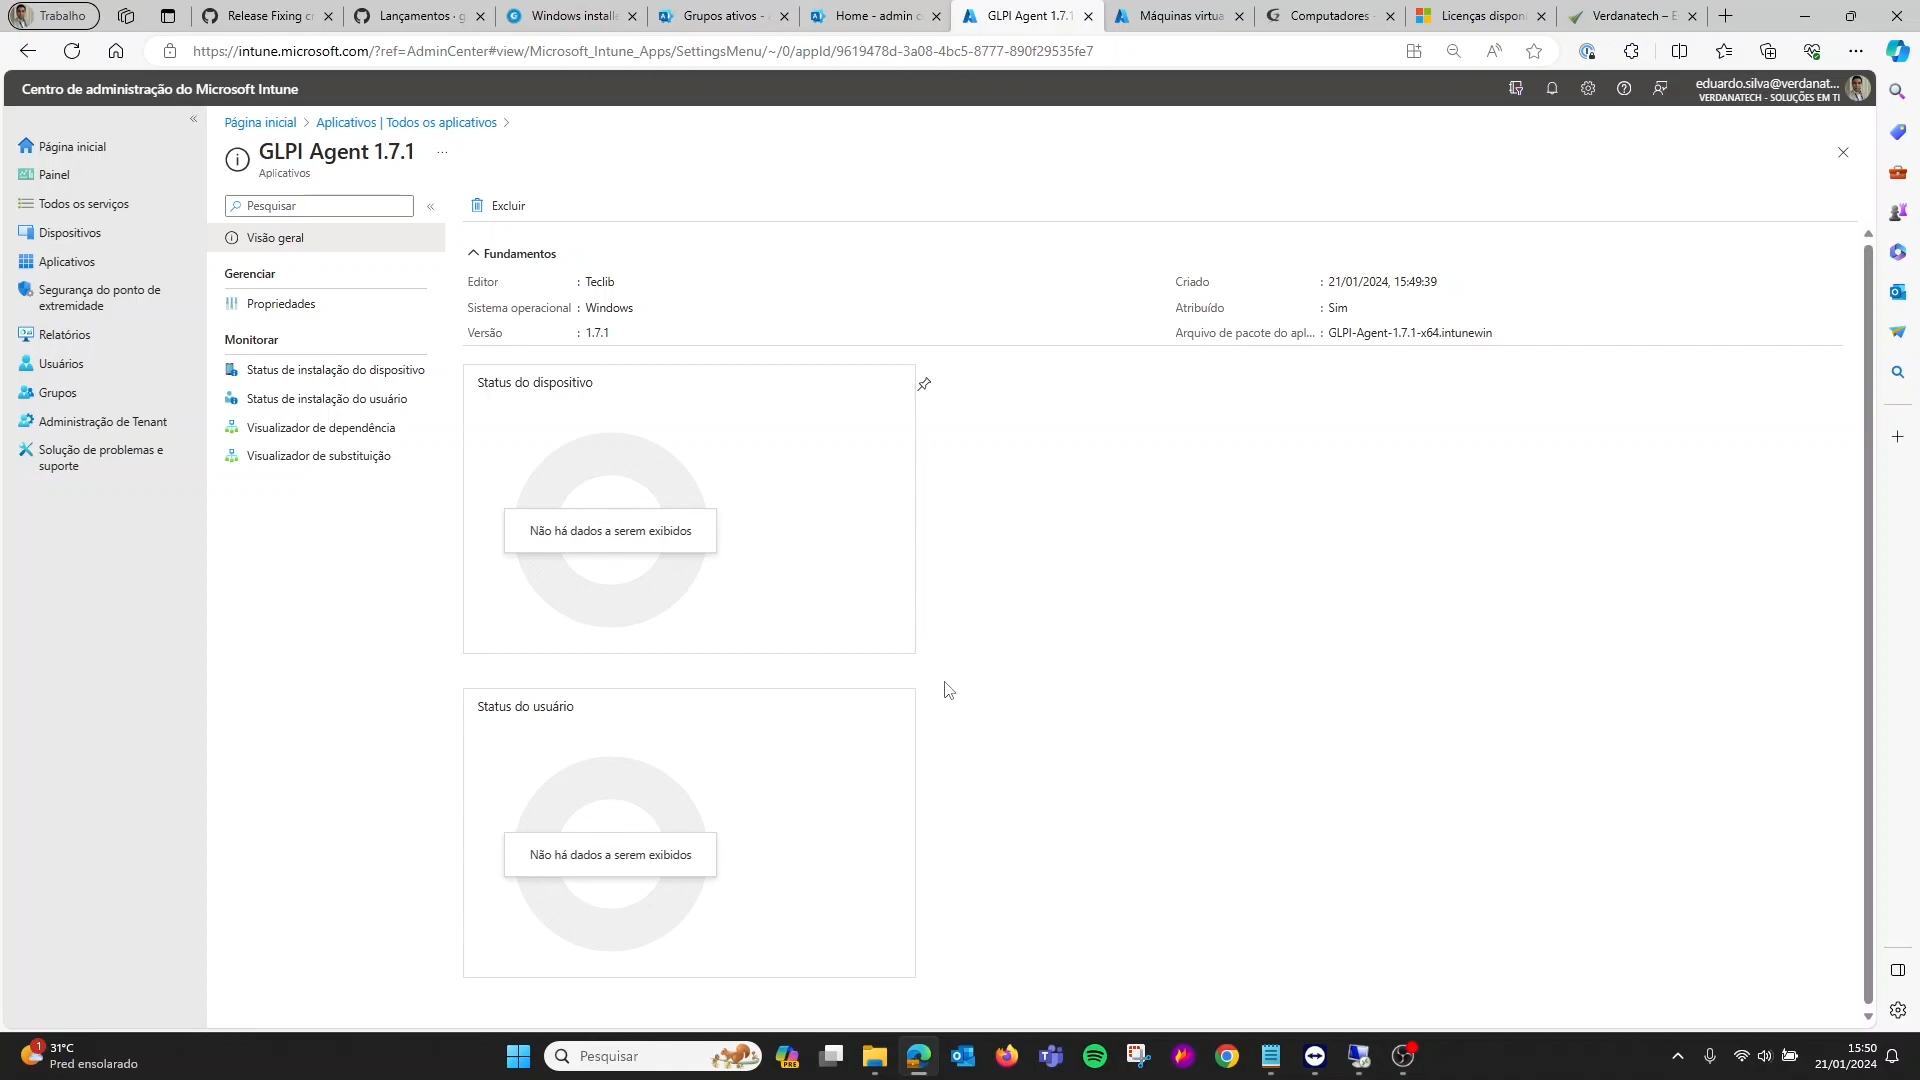 Trabalho
Release Fixing cr
Lançamentos · g
Windows installe
Grupos ativos -
Home - admin c
GLPI Agent 1.7.1
Máquinas virtua
Computadores -
Licenças dispon
Verdanatech – E
https://intune.microsoft.com/?ref=AdminCenter#view/Microsoft_Intune_Apps/SettingsMenu/~/0/appId/9619478d-3a08-4bc5-8777-890f29535fe7
Centro de administração do Microsoft Intune
eduardo.silva@verdanat...
VERDANATECH - SOLUÇÕES EM TI
Página inicial
Painel
Todos os serviços
Dispositivos
Aplicativos
Segurança do ponto de
extremidade
Relatórios
Usuários
Grupos
Administração de Tenant
Solução de problemas e
suporte
Página inicial > Aplicativos | Todos os aplicativos >
GLPI Agent 1.7.1 ...
Aplicativos
Pesquisar
Visão geral
Gerenciar
Propriedades
Monitorar
Status de instalação do dispositivo
Status de instalação do usuário
Visualizador de dependência
Visualizador de substituição
Excluir
Fundamentos
Editor : Teclib
Sistema operacional : Windows
Versão : 1.7.1
Criado : 21/01/2024, 15:49:39
Atribuído : Sim
Arquivo de pacote do apl... : GLPI-Agent-1.7.1-x64.intunewin
Status do dispositivo
Não há dados a serem exibidos
Status do usuário
Não há dados a serem exibidos
1
31°C
Pred ensolarado
Pesquisar
PRE
15:50
21/01/2024